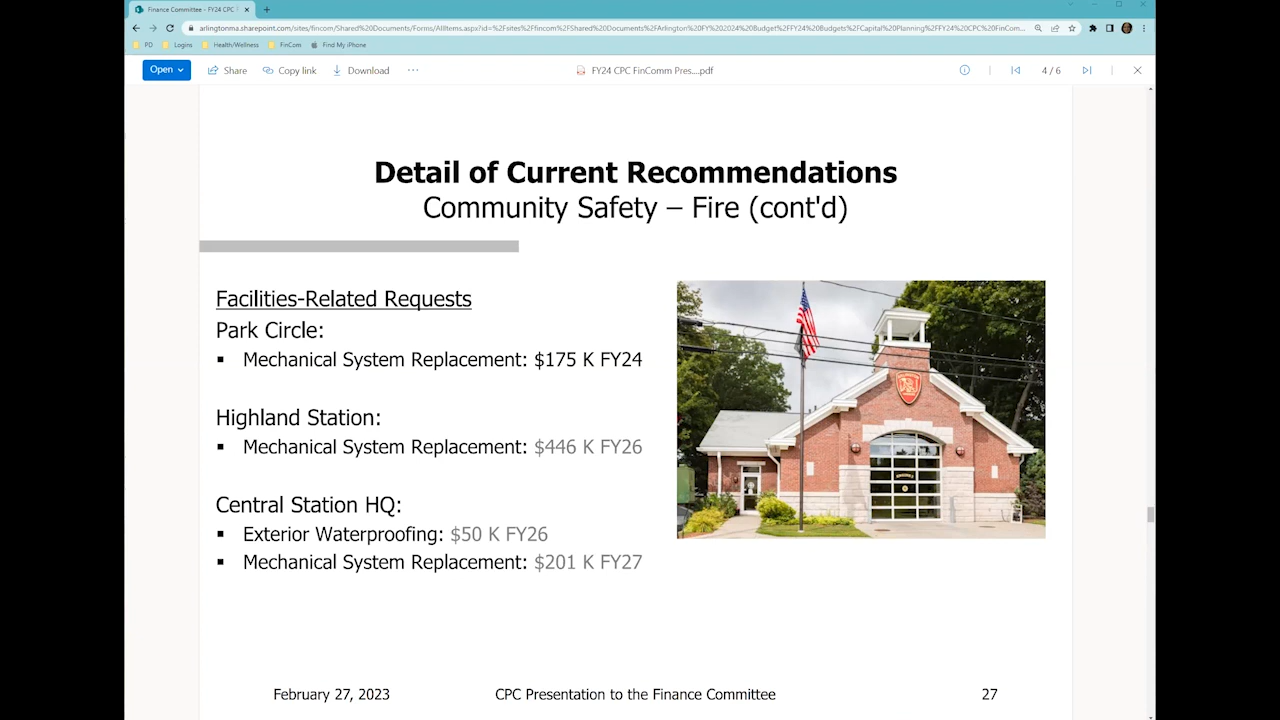 Finance Committee - FY24 CPC F
arlingtonma.sharepoint.com/sites/fincom/Shared%20Documents/Forms/AllItems.aspx?id=%2Fsites%2Ffincom%2FShared%20Documents%2FArlington%20FY%202024%20Budget%2FFY24%20Budgets%2FCapital%20Planning%2FFY24%20CPC%20FinCom...
PD Logins Health/Wellness FinCom Find My iPhone
Open Share Copy link Download ... FY24 CPC FinComm Pres....pdf 4 / 6
Detail of Current Recommendations
Community Safety – Fire (cont'd)
Facilities-Related Requests
Park Circle:
▪ Mechanical System Replacement: $175 K FY24
Highland Station:
▪ Mechanical System Replacement: $446 K FY26
Central Station HQ:
▪ Exterior Waterproofing: $50 K FY26
▪ Mechanical System Replacement: $201 K FY27
February 27, 2023 CPC Presentation to the Finance Committee 27